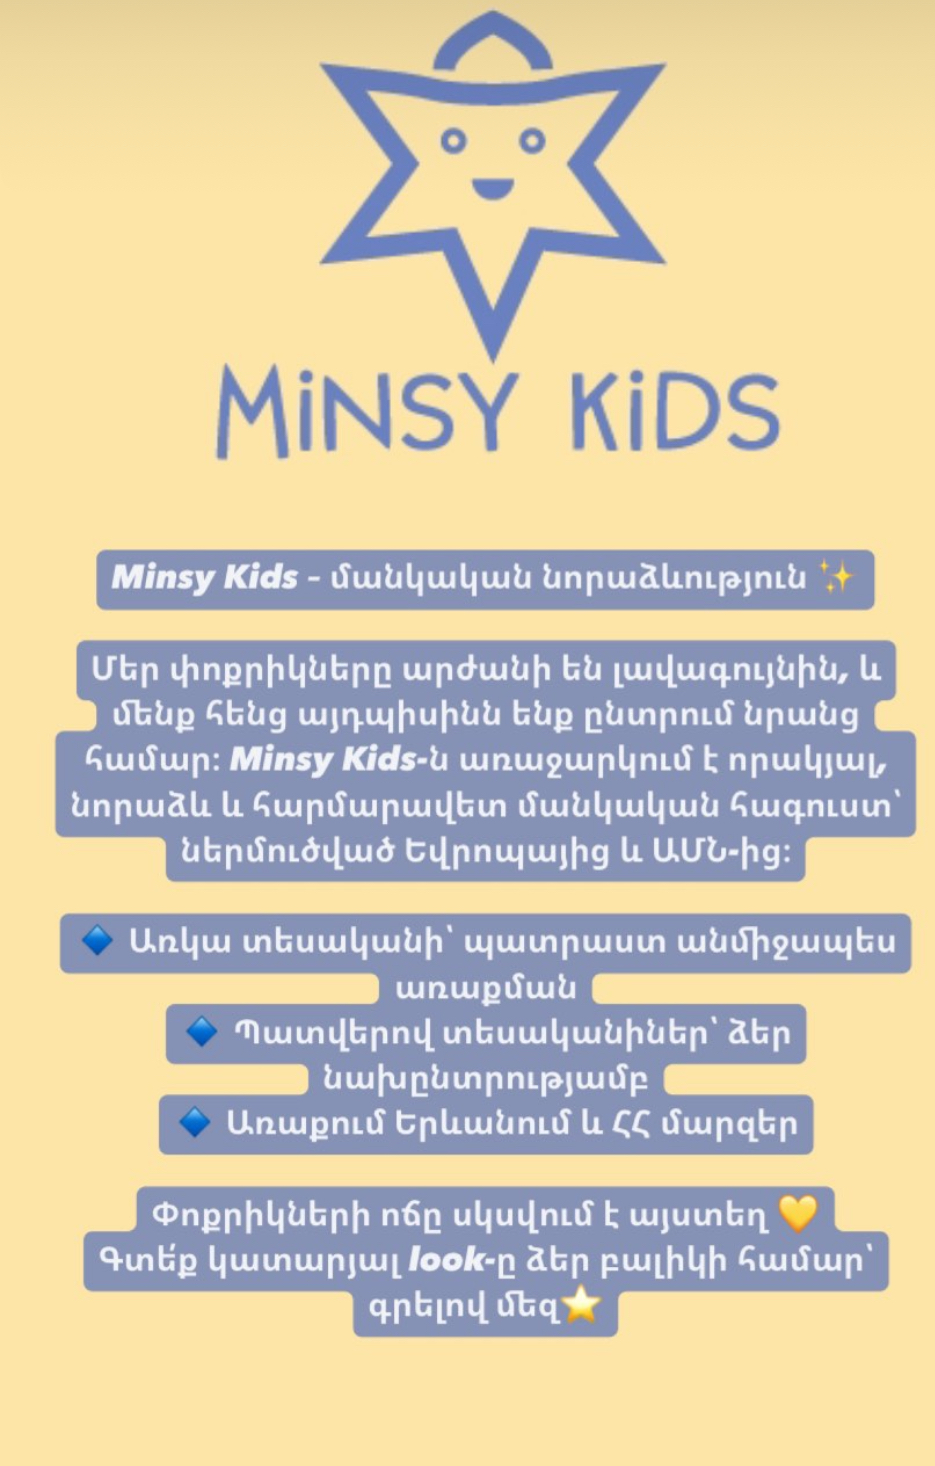 MiNSY KiDS
Minsy Kids - մանկական նորաձևություն ✨
Մեր փոքրիկները արժանի են լավագույնին, և
մենք հենց այդպիսինն ենք ընտրում նրանց
համար։ Minsy Kids-ն առաջարկում է որակյալ,
նորաձև և հարմարավետ մանկական հագուստ՝
ներմուծված Եվրոպայից և ԱՄՆ-ից։
🔷 Առկա տեսականի՝ պատրաստ անմիջապես
առաքման
🔷 Պատվերով տեսականիներ՝ ձեր
նախընտրությամբ
🔷 Առաքում Երևանում և ՀՀ մարզեր
Փոքրիկների ոճը սկսվում է այստեղ 💛
Գտե՛ք կատարյալ look-ը ձեր բալիկի համար՝
գրելով մեզ⭐